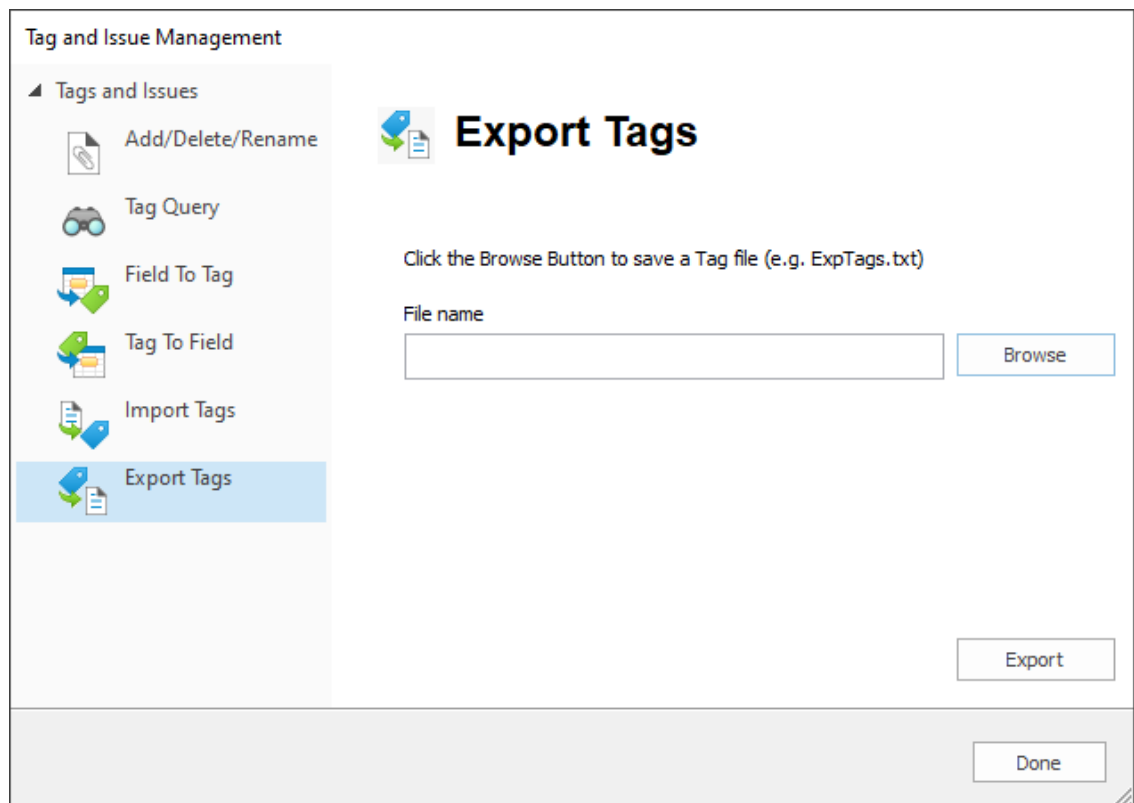 Tag and Issue Management
Tags and Issues
Add/Delete/Rename
Tag Query
Field To Tag
Tag To Field
Import Tags
Export Tags
Export Tags
Click the Browse Button to save a Tag file (e.g. ExpTags.txt)
File name
Browse
Export
Done